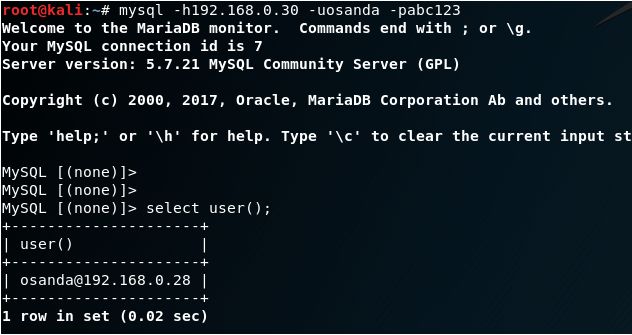 root@kali:~# mysql -h192.168.0.30 -uosanda -pabc123
Welcome to the MariaDB monitor.  Commands end with ; or \g.
Your MySQL connection id is 7
Server version: 5.7.21 MySQL Community Server (GPL)

Copyright (c) 2000, 2017, Oracle, MariaDB Corporation Ab and others.

Type 'help;' or '\h' for help. Type '\c' to clear the current input st

MySQL [(none)]>
MySQL [(none)]>
MySQL [(none)]> select user();
+---------------------+
| user()              |
+---------------------+
| osanda@192.168.0.28 |
+---------------------+
1 row in set (0.02 sec)